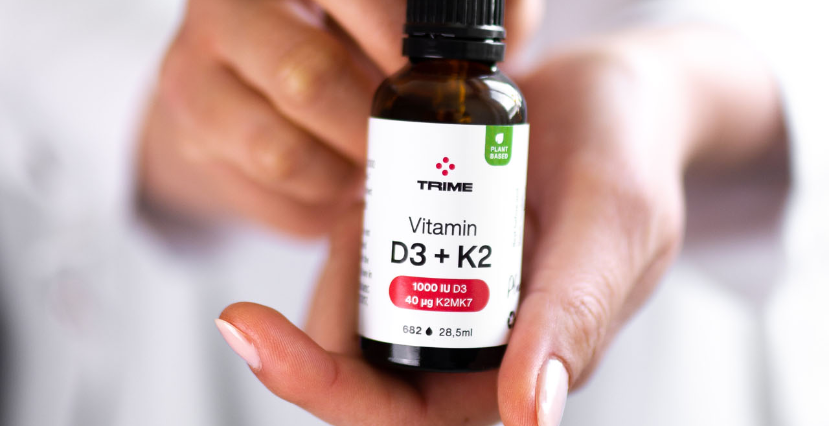 PLANT
BASED
TRIME
Vitamin
D3 + K2
1000 IU D3
40 µg K2MK7
682 28,5ml